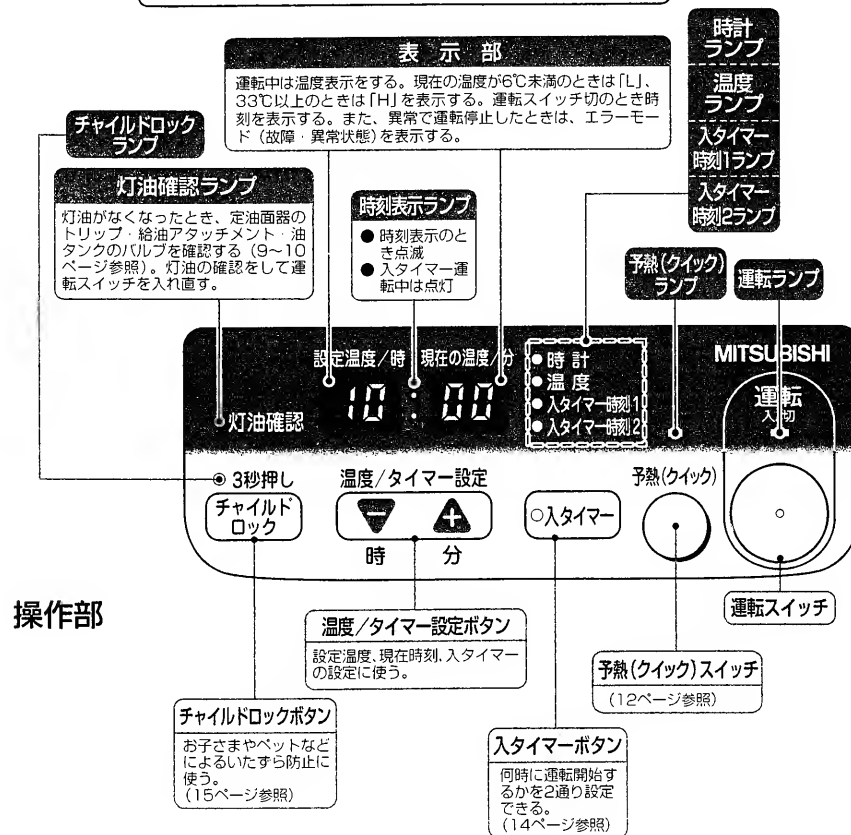 時計
ランプ
温度
ランプ
入タイマー
時刻1ランプ
入タイマー
時刻2ランプ
表示部
運転中は温度表示をする。現在の温度が6℃未満のときは「L」、
33℃以上のときは「H」を表示する。運転スイッチ切のとき時
刻を表示する。また、異常で運転停止したときは、エラーモー
ド（故障・異常状態）を表示する。
チャイルドロック
ランプ
灯油確認ランプ
灯油がなくなったとき、定油面器の
トリップ・給油アタッチメント・油
タンクのバルブを確認する（9〜10
ページ参照）。灯油の確認をして運
転スイッチを入れ直す。
時刻表示ランプ
●時刻表示のと
き点滅
●入タイマー運
転中は点灯
予熱(クイック)
ランプ
運転ランプ
設定温度/時 現在の温度/分
10:00
●時計
●温度
●入タイマー時刻1
●入タイマー時刻2
MITSUBISHI
運転
入/切
灯油確認
3秒押し
チャイルド
ロック
温度/タイマー設定
− +
時 分
○入タイマー
予熱(クイック)
操作部
温度/タイマー設定ボタン
設定温度、現在時刻、入タイマー
の設定に使う。
運転スイッチ
予熱(クイック)スイッチ
(12ページ参照)
チャイルドロックボタン
お子さまやペットなど
によるいたずら防止に
使う。
(15ページ参照)
入タイマーボタン
何時に運転開始す
るかを2通り設定
できる。
(14ページ参照)